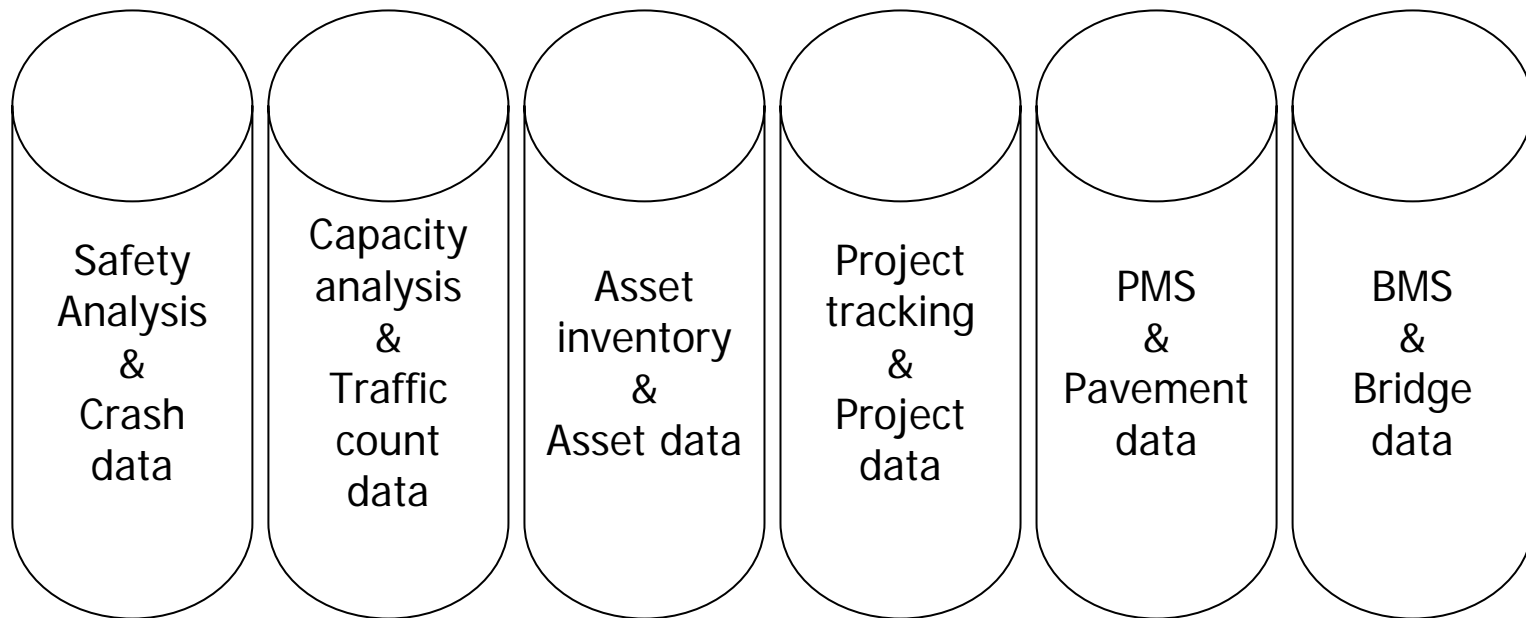 Safety
Analysis
&
Crash
data
Capacity
analysis
&
Traffic
count
data
Asset
inventory
&
Asset data
Project
tracking
&
Project
data
PMS
&
Pavement
data
BMS
&
Bridge
data